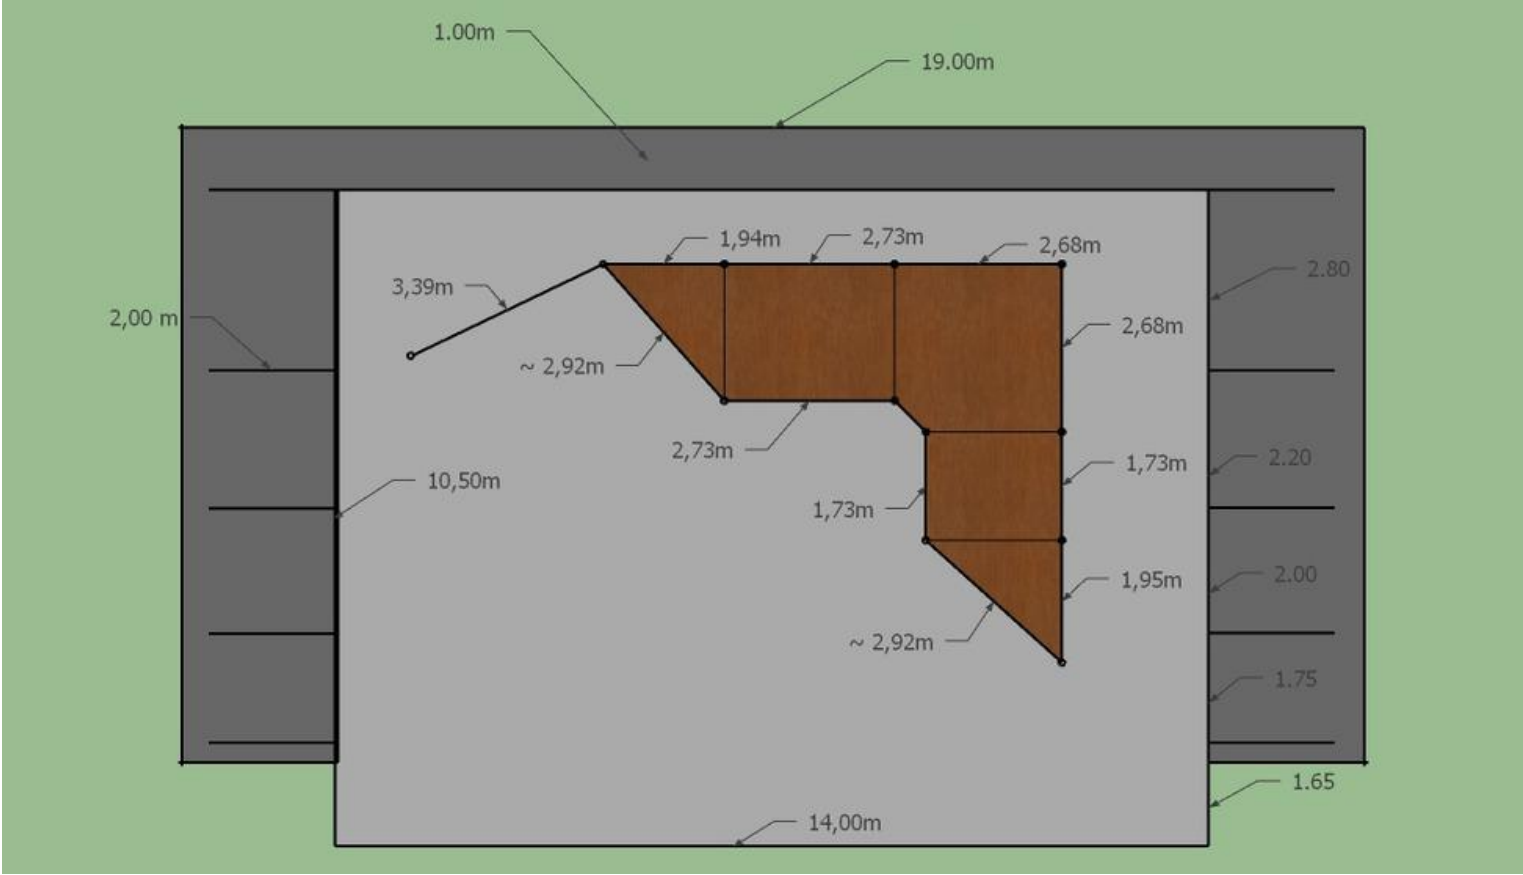 1.00m
19.00m
1,94m
2,73m
2,68m
2.80
3,39m
2,00 m
2,68m
~ 2,92m
2,73m
2.20
1,73m
10,50m
1,73m
2.00
1,95m
~ 2,92m
1.75
1.65
14,00m